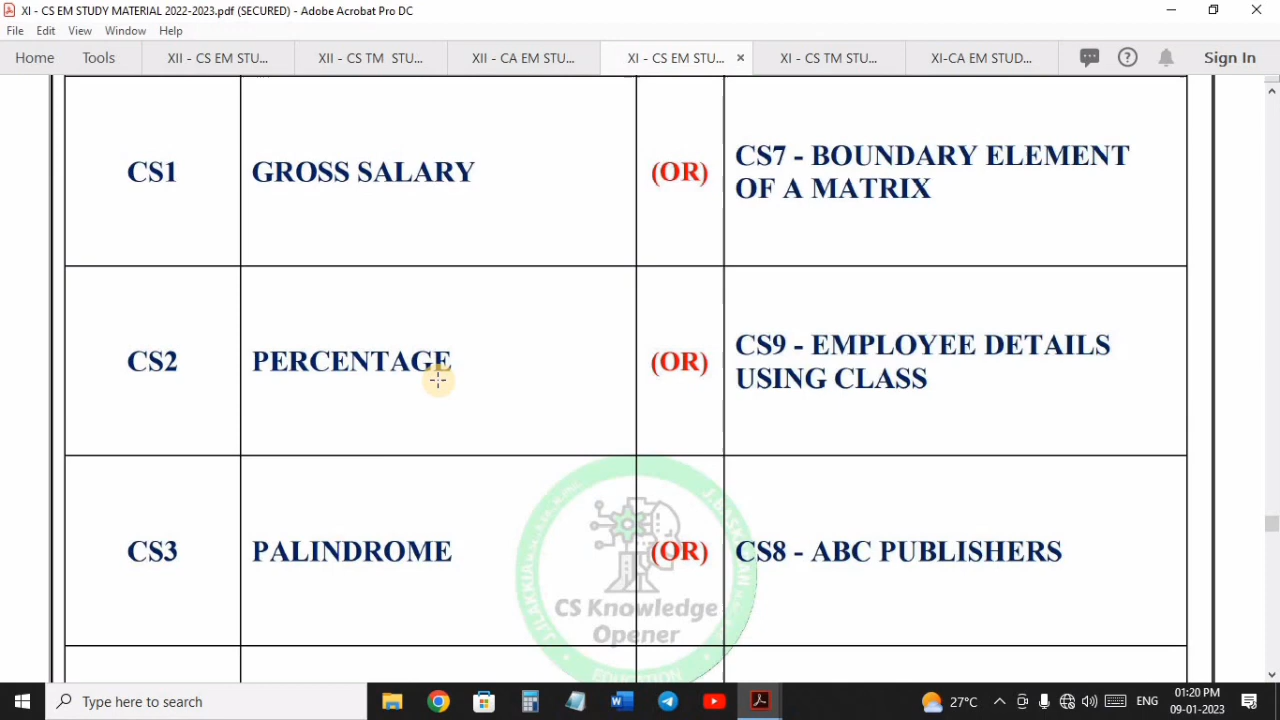 XI - CS EM STUDY MATERIAL 2022-2023.pdf (SECURED) - Adobe Acrobat Pro DC
File Edit View Window Help
Home Tools XII - CS EM STU... XII - CS TM STU... XII - CA EM STU... XI - CS EM STU... × XI - CS TM STU... XI-CA EM STUD... Sign In
CS1 GROSS SALARY (OR) CS7 - BOUNDARY ELEMENT
OF A MATRIX
CS2 PERCENTAGE (OR) CS9 - EMPLOYEE DETAILS
USING CLASS
CS3 PALINDROME (OR) CS8 - ABC PUBLISHERS
CS Knowledge
Opener
EDUCATION
Type here to search
27°C ENG 01:20 PM
09-01-2023